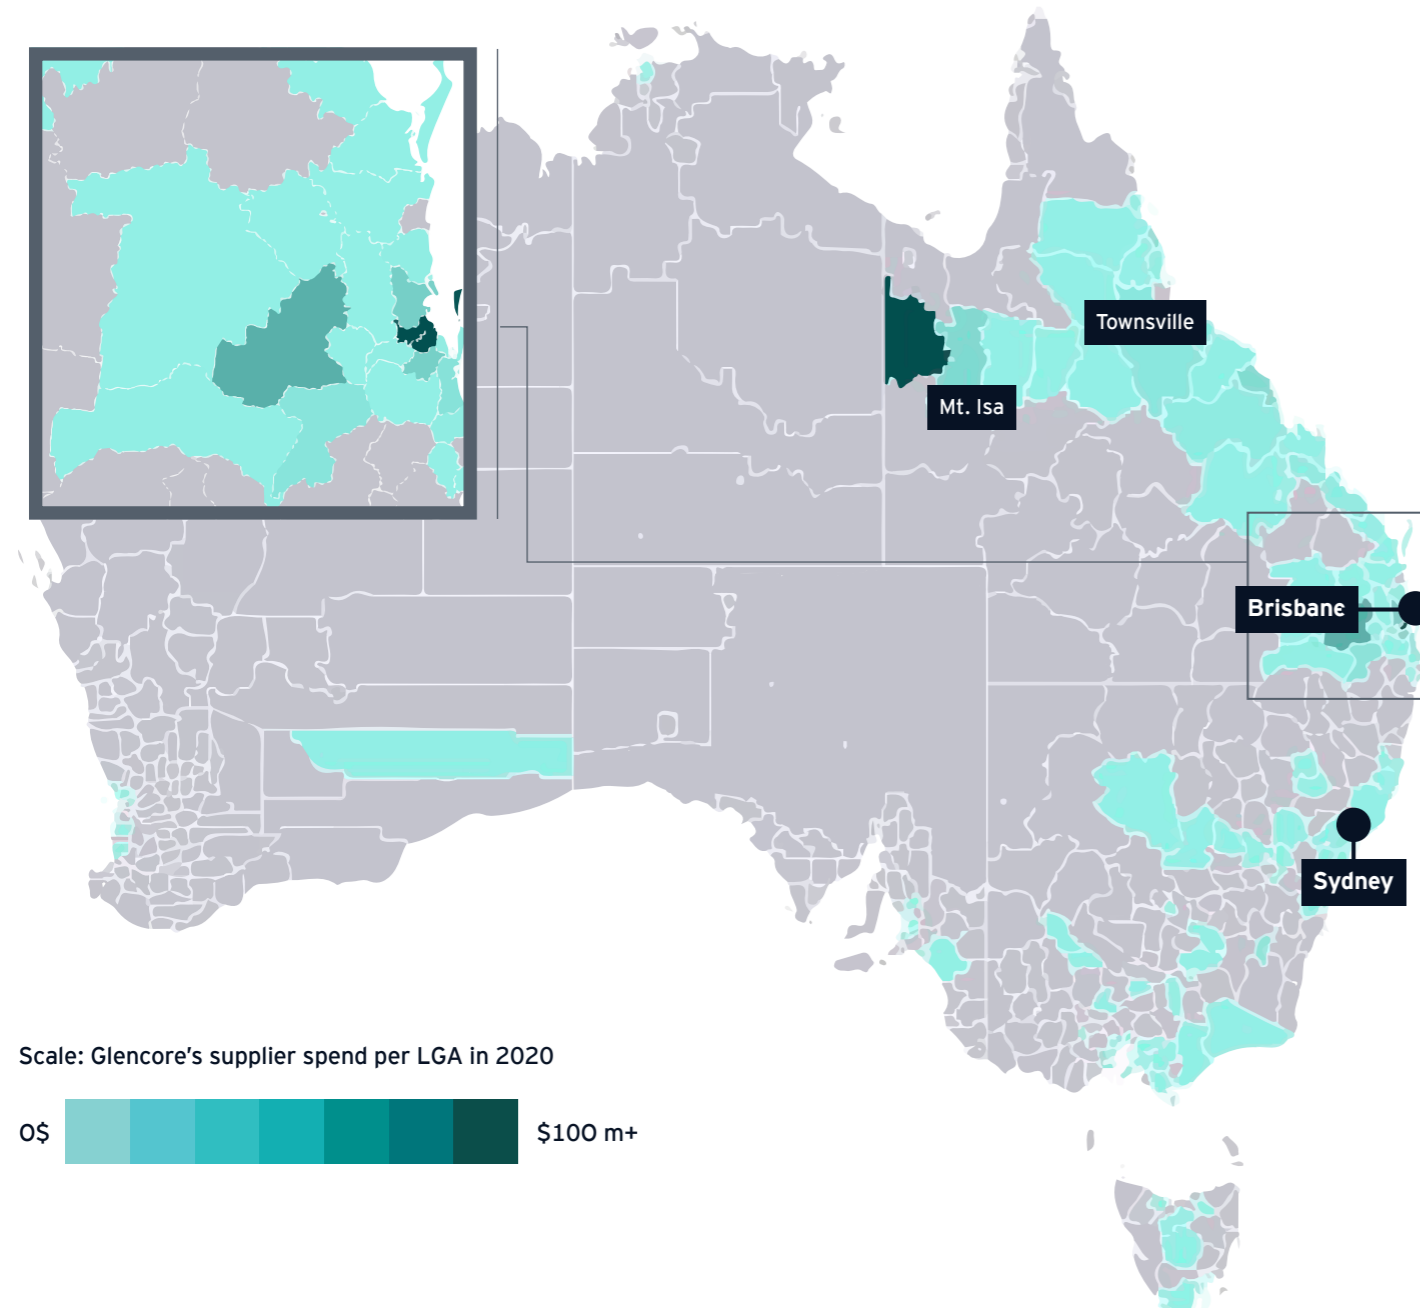 Townsville
Mt. Isa
Brisbane
Sydney
Scale: Glencore's supplier spend per LGA in 2020
0$
$100 m+